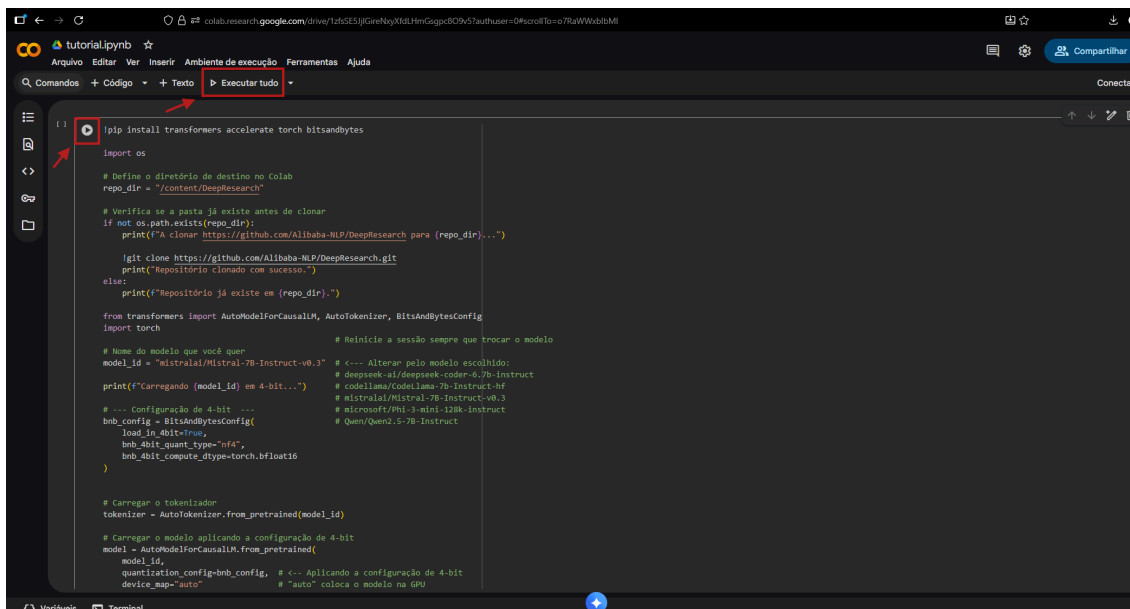 colab.research.google.com/drive/1zfsSE5JjlGireNxyXfdLHmGsgpc8O9v5?authuser=0#scrollTo=o7RaWWxbIbMI
tutorial.ipynb
Arquivo Editar Ver Inserir Ambiente de execução Ferramentas Ajuda
Compartilhar
Comandos + Código + Texto Executar tudo
Conecta
[ ]
!pip install transformers accelerate torch bitsandbytes
import os
# Define o diretório de destino no Colab
repo_dir = "/content/DeepResearch"
# Verifica se a pasta já existe antes de clonar
if not os.path.exists(repo_dir):
print(f"A clonar https://github.com/Alibaba-NLP/DeepResearch para {repo_dir}...")
!git clone https://github.com/Alibaba-NLP/DeepResearch.git
print("Repositório clonado com sucesso.")
else:
print(f"Repositório já existe em {repo_dir}.")
from transformers import AutoModelForCausalLM, AutoTokenizer, BitsAndBytesConfig
import torch
# Reinicie a sessão sempre que trocar o modelo
# Nome do modelo que você quer
model_id = "mistralai/Mistral-7B-Instruct-v0.3" # <--- Alterar pelo modelo escolhido:
# deepseek-ai/deepseek-coder-6.7b-instruct
print(f"Carregando {model_id} em 4-bit...") # codellama/CodeLlama-7b-Instruct-hf
# mistralai/Mistral-7B-Instruct-v0.3
# --- Configuração de 4-bit --- # microsoft/Phi-3-mini-128k-instruct
bnb_config = BitsAndBytesConfig( # Qwen/Qwen2.5-7B-Instruct
load_in_4bit=True,
bnb_4bit_quant_type="nf4",
bnb_4bit_compute_dtype=torch.bfloat16
)
# Carregar o tokenizador
tokenizer = AutoTokenizer.from_pretrained(model_id)
# Carregar o modelo aplicando a configuração de 4-bit
model = AutoModelForCausalLM.from_pretrained(
model_id,
quantization_config=bnb_config, # <-- Aplicando a configuração de 4-bit
device_map="auto" # "auto" coloca o modelo na GPU
Variáveis Terminal